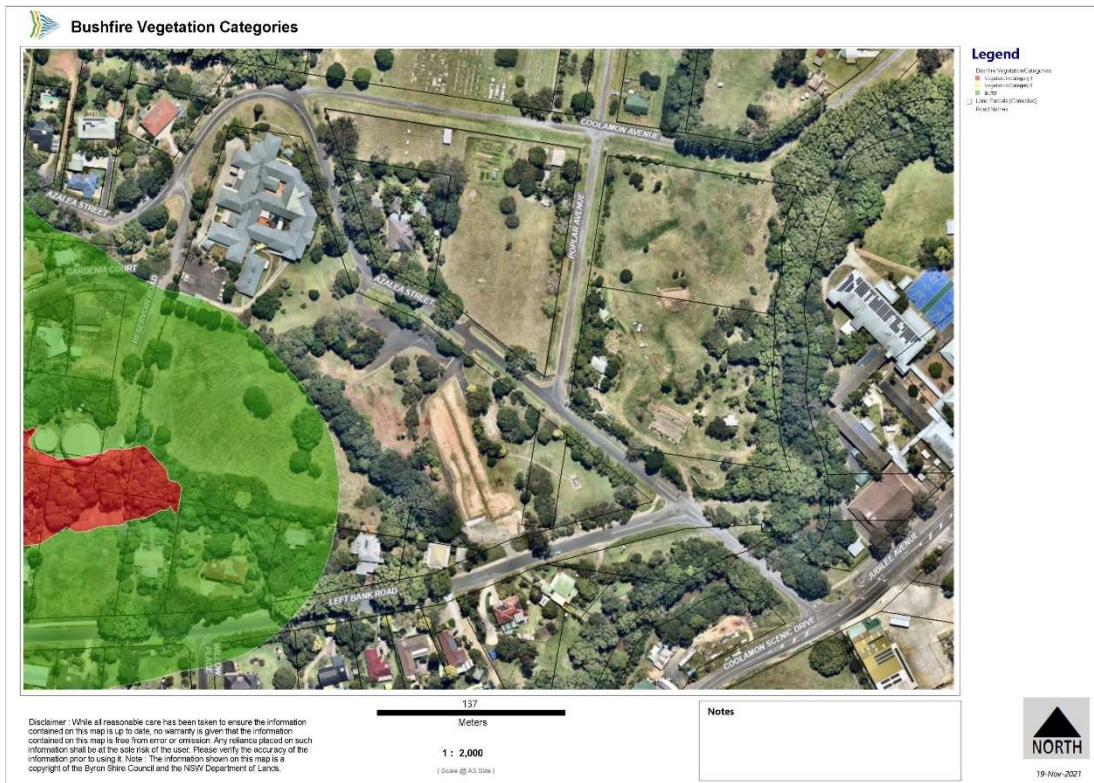 Bushfire Vegetation Categories
Legend
Bushfire Vegetation Categories
Vegetation Category 1
Vegetation Category 2
Buffer
Land Parcels (Connected)
Road Names
COOLAMON AVENUE
AZALEA STREET
GARDENIA COURT
RESERVOIR ROAD
AZALEA STREET
POPLAR AVENUE
LEFT BANK ROAD
PLACE
JUBILEE AVENUE
COOLAMON SCENIC DRIVE
Disclaimer : While all reasonable care has been taken to ensure the information
contained on this map is up to date, no warranty is given that the information
contained on this map is free from error or omission. Any reliance placed on such
information shall be at the sole risk of the user. Please verify the accuracy of the
information prior to using it. Note : The information shown on this map is a
copyright of the Byron Shire Council and the NSW Department of Lands.
137
Meters
1 : 2,000
( Scale @ A3 Size )
Notes
NORTH
19-Nov-2021